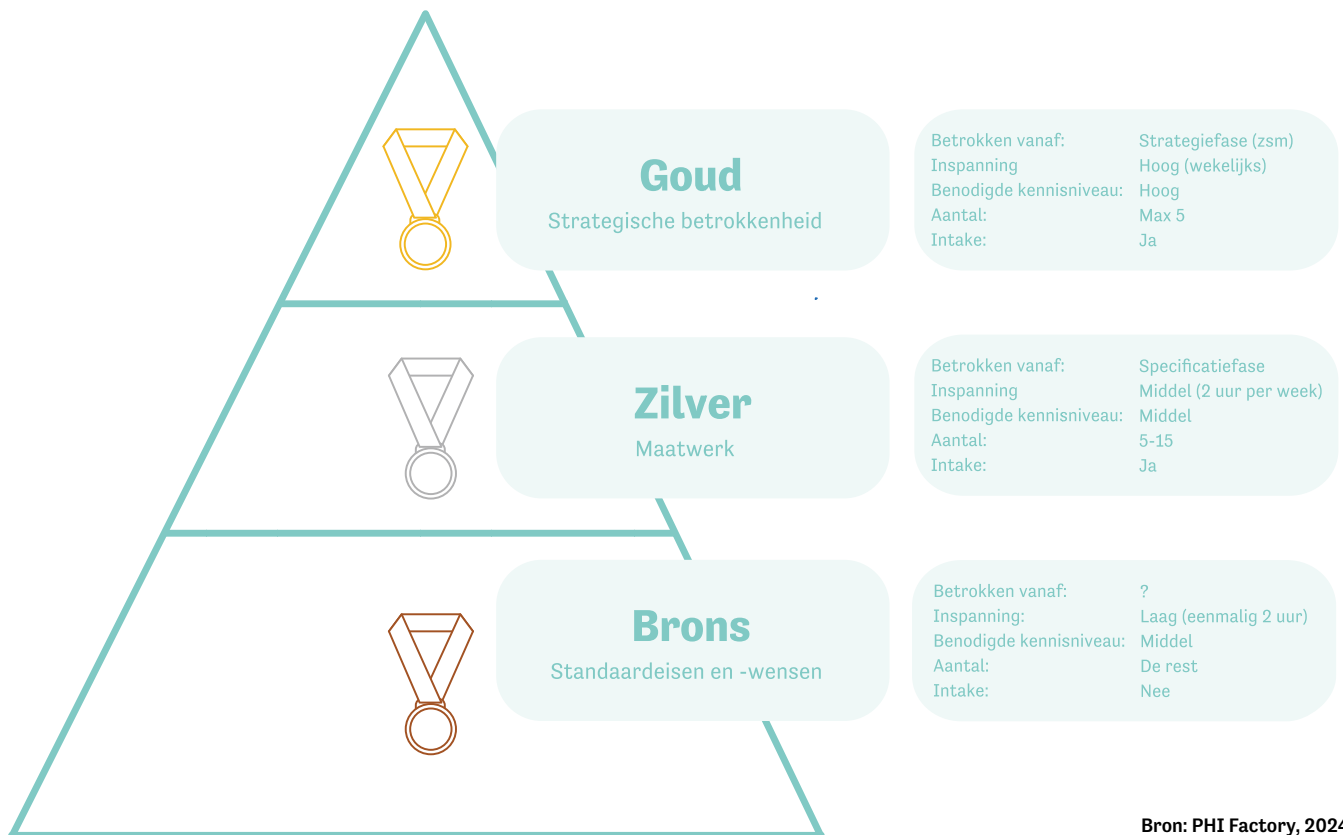 Goud
Strategische betrokkenheid
Betrokken vanaf: Strategiefase (zsm)
Inspanning Hoog (wekelijks)
Benodigde kennisniveau: Hoog
Aantal: Max 5
Intake: Ja
Zilver
Maatwerk
Betrokken vanaf: Specificatiefase
Inspanning Middel (2 uur per week)
Benodigde kennisniveau: Middel
Aantal: 5-15
Intake: Ja
Brons
Standaardeisen en -wensen
Betrokken vanaf: ?
Inspanning: Laag (eenmalig 2 uur)
Benodigde kennisniveau: Middel
Aantal: De rest
Intake: Nee
Bron: PHI Factory, 2024